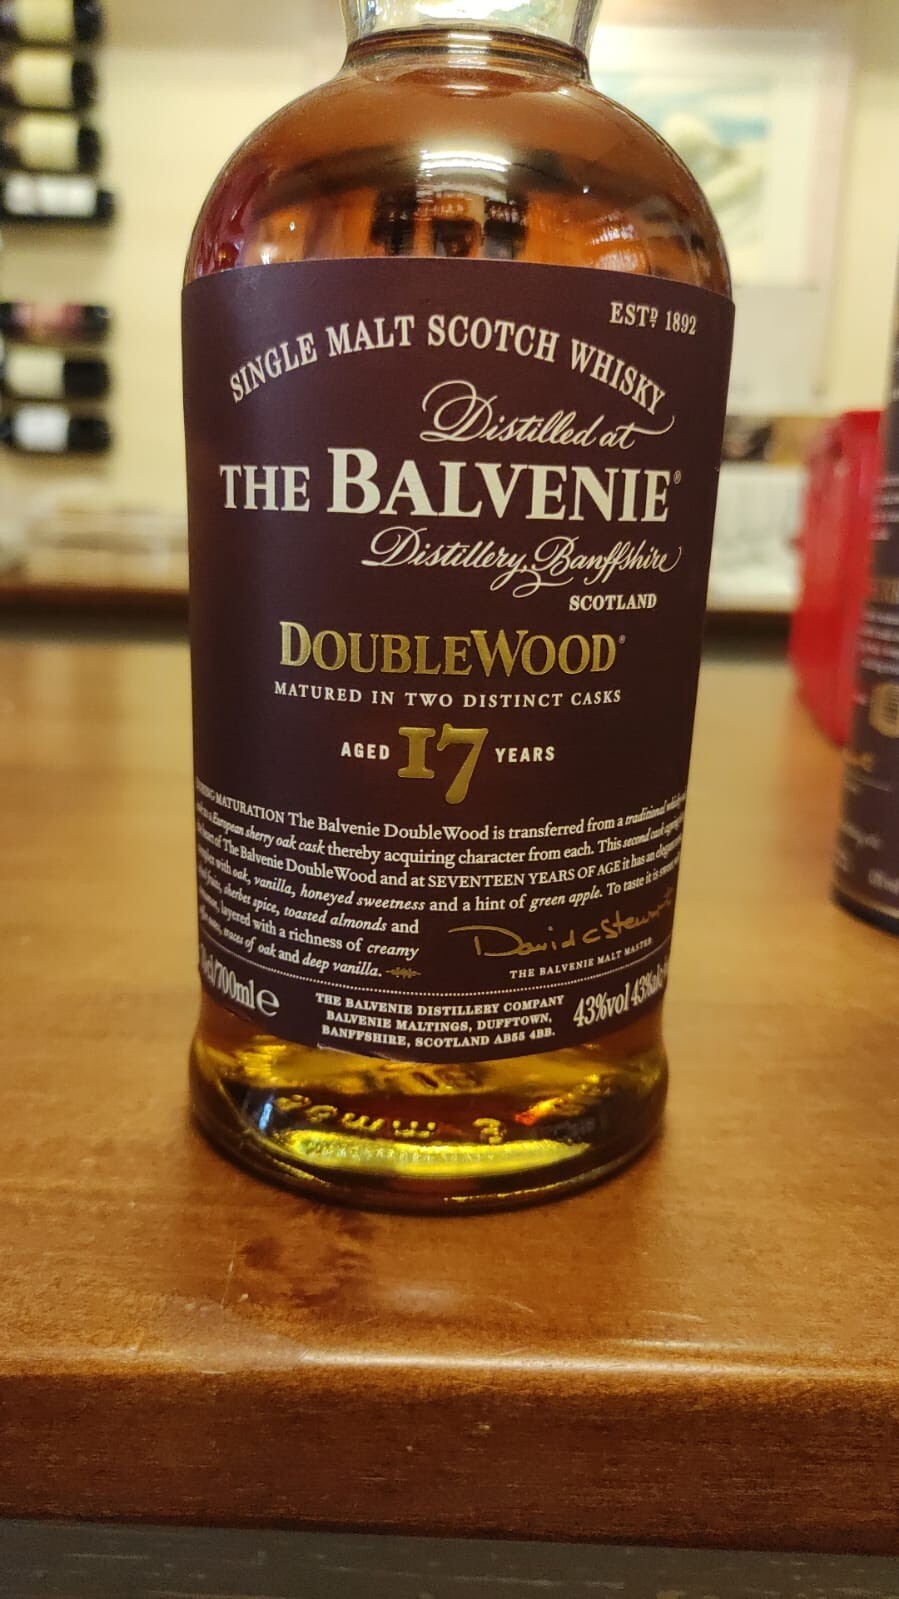 ESTD 1892
SINGLE MALT SCOTCH WHISKY
Distilled at
THE BALVENIE®
Distillery, Banffshire
SCOTLAND
DOUBLEWOOD®
MATURED IN TWO DISTINCT CASKS
AGED 17 YEARS
MATURATION The Balvenie DoubleWood is transferred from a traditional
European sherry oak cask thereby acquiring character from each. This second cask
of The Balvenie DoubleWood and at SEVENTEEN YEARS OF AGE it has an
with oak, vanilla, honeyed sweetness and a hint of green apple. To taste it is
sherbet spice, toasted almonds and
layered with a richness of creamy
traces of oak and deep vanilla.
David C Stewart
THE BALVENIE MALT MASTER
700ml e
THE BALVENIE DISTILLERY COMPANY
BALVENIE MALTINGS, DUFFTOWN,
BANFFSHIRE, SCOTLAND AB55 4BB.
43%vol 43%alc